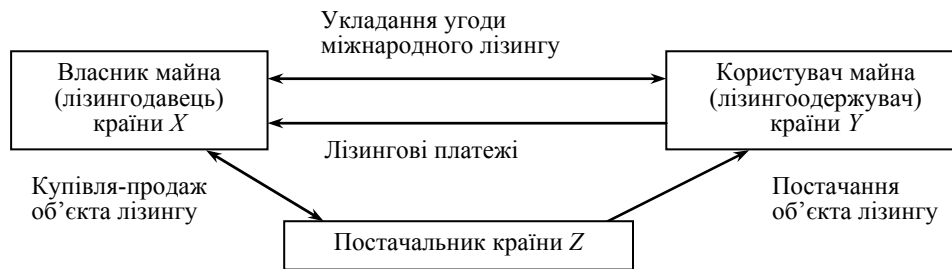 Укладання угоди
міжнародного лізингу
Власник майна
(лізингодавець)
країни X
Користувач майна
(лізингоодержувач)
країни Y
Лізингові платежі
Купівля-продаж
об’єкта лізингу
Постачання
об’єкта лізингу
Постачальник країни Z